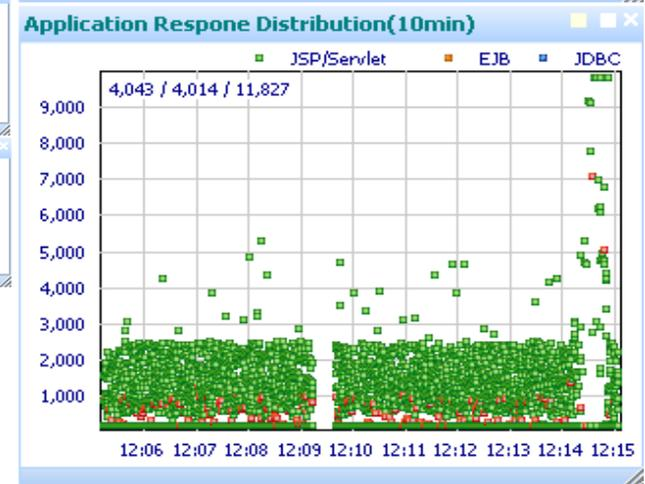 Application Respone Distribution(10min)
JSP/Servlet EJB JDBC
4,043 / 4,014 / 11,827
9,000
8,000
7,000
6,000
5,000
4,000
3,000
2,000
1,000
12:06 12:07 12:08 12:09 12:10 12:11 12:12 12:13 12:14 12:15